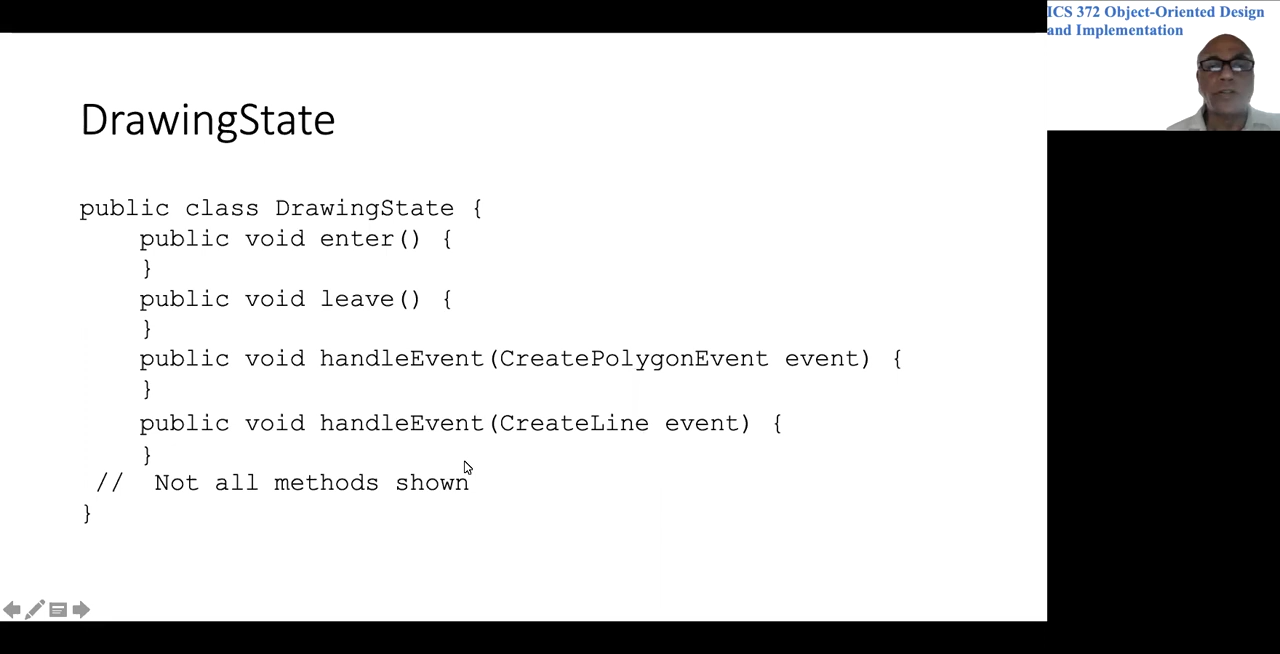 ICS 372 Object-Oriented Design
and Implementation
DrawingState
public class DrawingState {
public void enter() {
}
public void leave() {
}
public void handleEvent(CreatePolygonEvent event) {
}
public void handleEvent(CreateLine event) {
}
// Not all methods shown
}